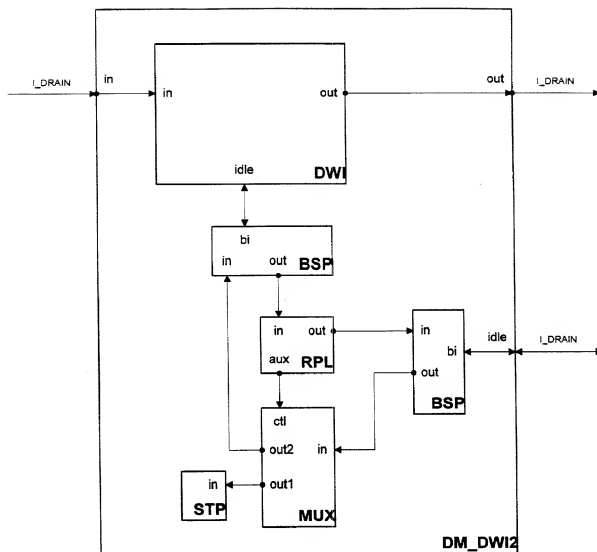 in out
I_DRAIN I_DRAIN
in out
idle DWI
bi
in out BSP
in out in idle I_DRAIN
bi
aux RPL out
BSP
ctl
out2 in
in out1
STP MUX
DM_DWI2